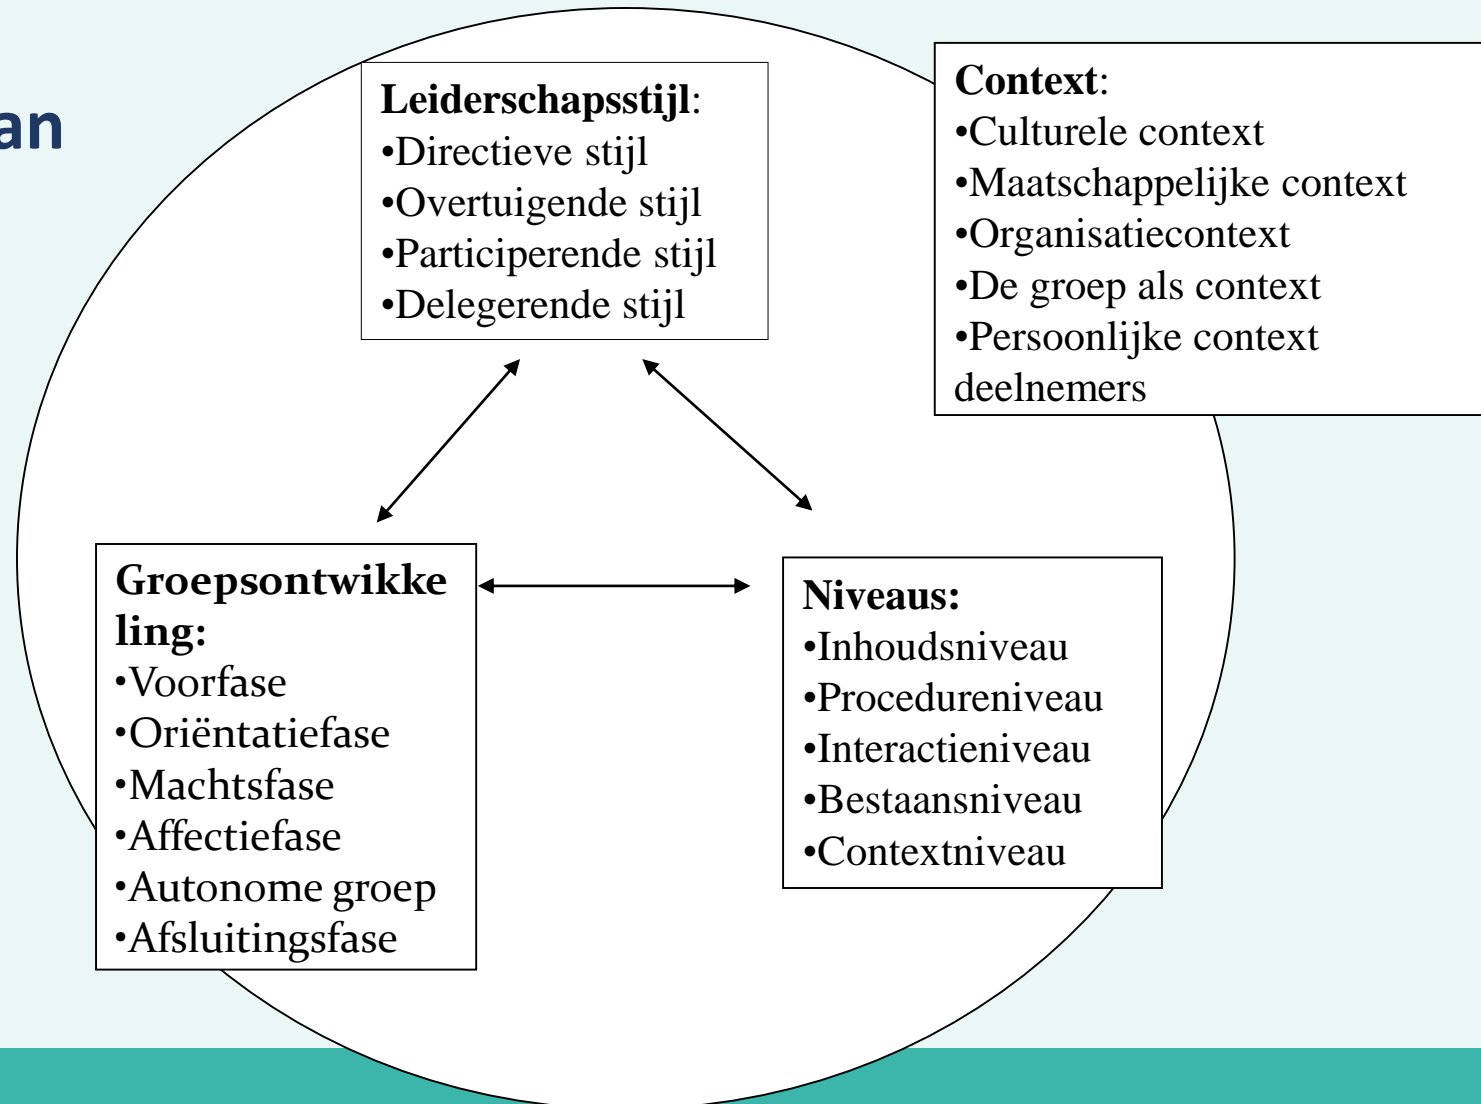 an
Leiderschapsstijl:
•Directieve stijl
•Overtuigende stijl
•Participerende stijl
•Delegerende stijl
Context:
•Culturele context
•Maatschappelijke context
•Organisatiecontext
•De groep als context
•Persoonlijke context
deelnemers
Groepsontwikke
ling:
•Voorfase
•Oriëntatiefase
•Machtsfase
•Affectiefase
•Autonome groep
•Afsluitingsfase
Niveaus:
•Inhoudsniveau
•Procedureniveau
•Interactieniveau
•Bestaansniveau
•Contextniveau